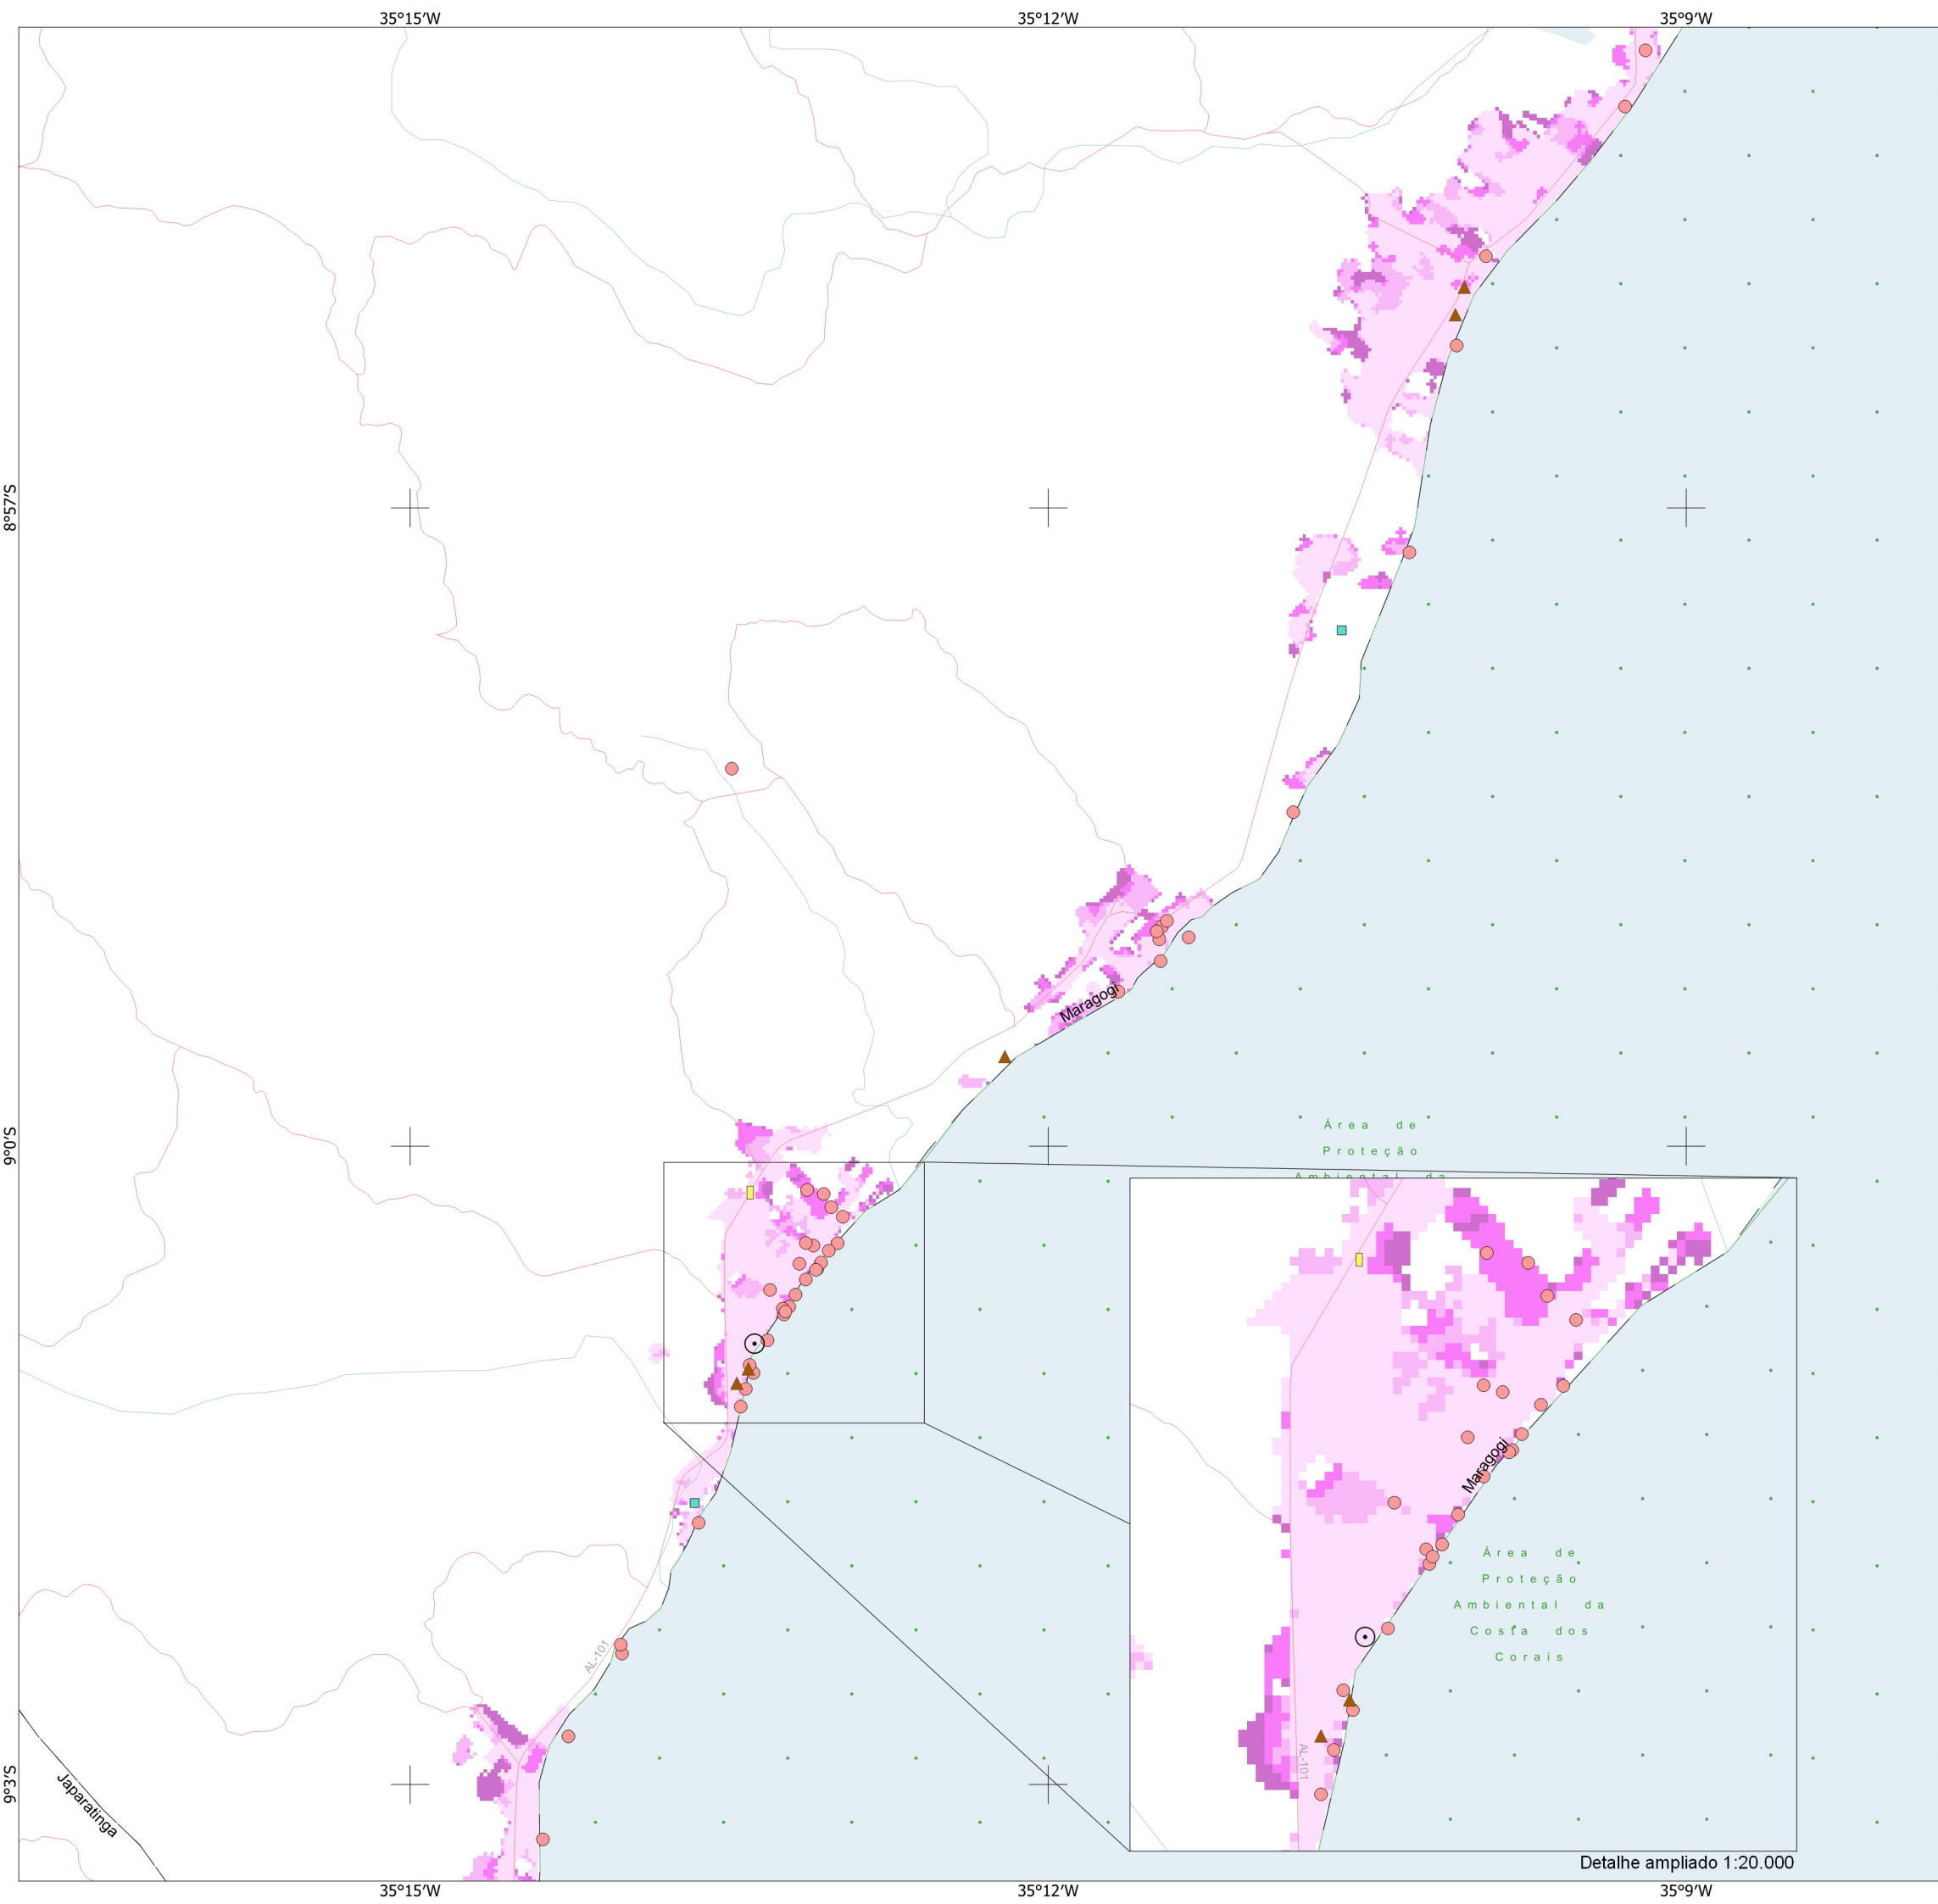 35°15'W
35°12'W
35°9'W
8°57'S
Maragogi
9°0'S
Área de
Proteção
Ambiental da
Maragogi
Área de
Proteção
Ambiental da
Costa dos
Corais
AL-101
AL-101
9°3'S
Japaratinga
Detalhe ampliado 1:20.000
35°15'W
35°12'W
35°9'W